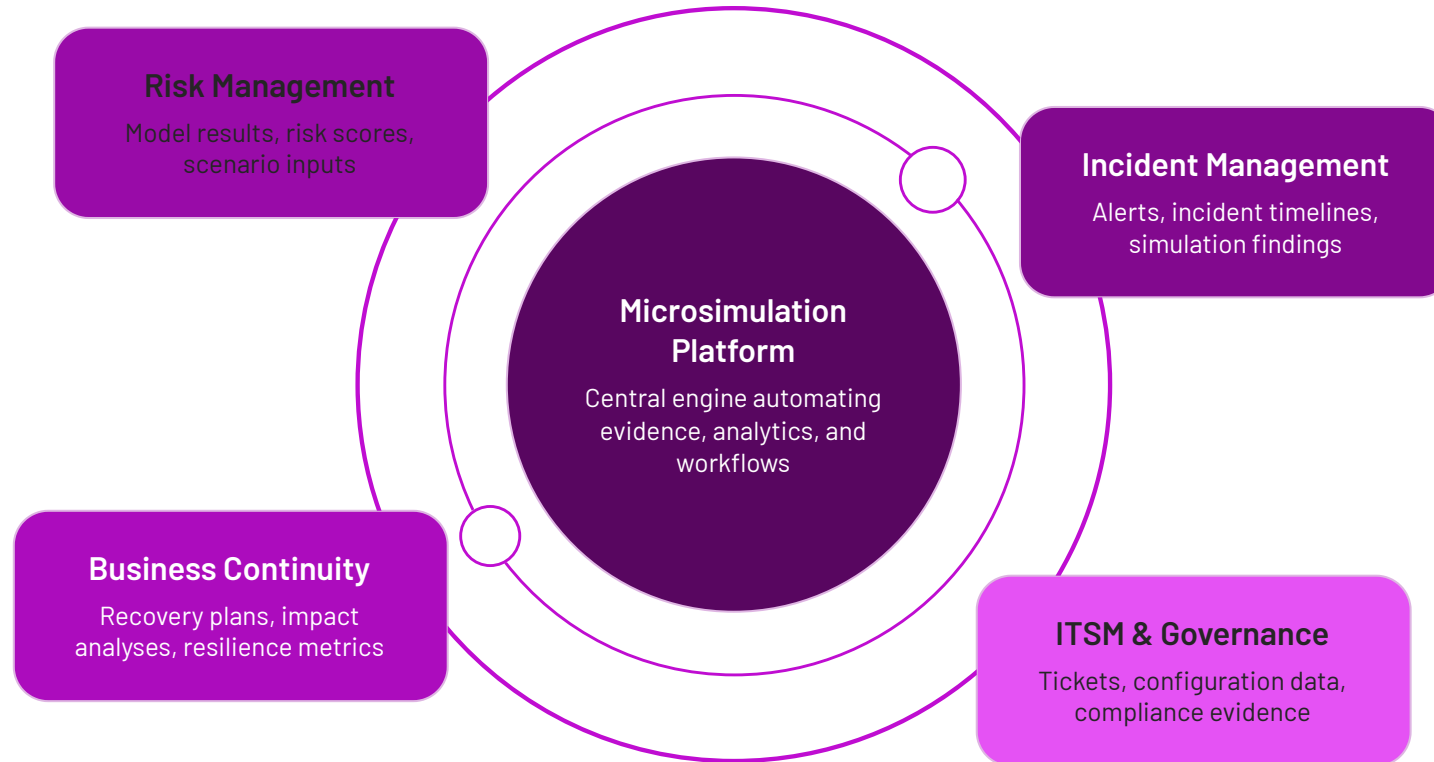 Risk Management
Model results, risk scores,
scenario inputs
Incident Management
Alerts, incident timelines,
simulation findings
Microsimulation
Platform
Central engine automating
evidence, analytics, and
workflows
Business Continuity
Recovery plans, impact
analyses, resilience metrics
ITSM & Governance
Tickets, configuration data,
compliance evidence